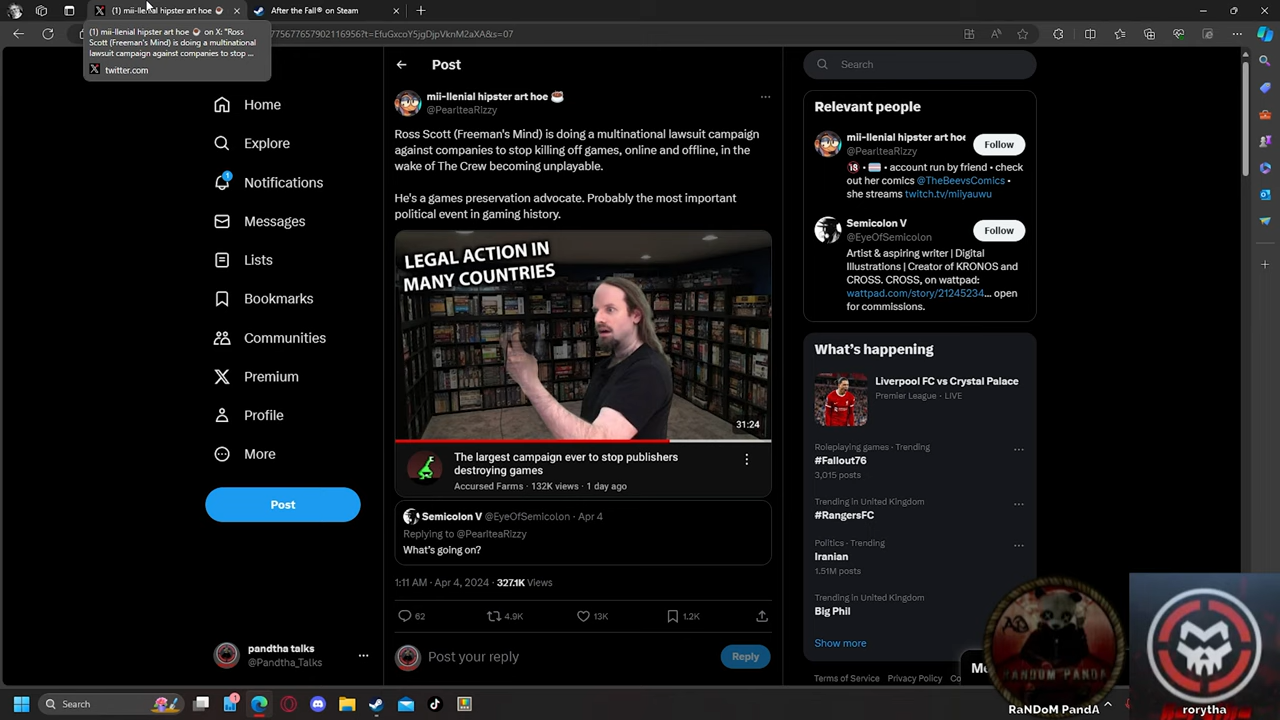 (1) mii-llenial hipster art hoe
After the Fall® on Steam
(1) mii-llenial hipster art hoe ☕ on X: "Ross
Scott (Freeman's Mind) is doing a multinational
lawsuit campaign against companies to stop ...
twitter.com
77567765790211695?t=EfuGxcoY5jgDjpVknM2aXA&s=07
Home
Explore
1
Notifications
Messages
Lists
Bookmarks
Communities
Premium
Profile
More
Post
pandtha talks
@Pandtha_Talks
Post
mii-llenial hipster art hoe ☕
@PearlteaRizzy
Ross Scott (Freeman's Mind) is doing a multinational lawsuit campaign
against companies to stop killing off games, online and offline, in the
wake of The Crew becoming unplayable.
He's a games preservation advocate. Probably the most important
political event in gaming history.
LEGAL ACTION IN
MANY COUNTRIES
31:24
The largest campaign ever to stop publishers
destroying games
Accursed Farms · 132K views · 1 day ago
Semicolon V @EyeOfSemicolon · Apr 4
Replying to @PearlteaRizzy
What's going on?
1:11 AM · Apr 4, 2024 · 327.1K Views
62 4.9K 13K 1.2K
Post your reply
Reply
Search
Relevant people
mii-llenial hipster art hoe
@PearlteaRizzy
Follow
🔞 • 🏳️‍⚧️ • account run by friend • check
out her comics @TheBeevsComics •
she streams twitch.tv/miiyauwu
Semicolon V
@EyeOfSemicolon
Follow
Artist & aspiring writer | Digital
Illustrations | Creator of KRONOS and
CROSS. CROSS, on wattpad:
wattpad.com/story/21245234... open
for commissions.
What's happening
Liverpool FC vs Crystal Palace
Premier League · LIVE
Roleplaying games · Trending
#Fallout76
3,015 posts
Trending in United Kingdom
#RangersFC
Politics · Trending
Iranian
1.51M posts
Trending in United Kingdom
Big Phil
Show more
Terms of Service Privacy Policy
RANDOM PANDA
RaNDoM PandA
rorytha
Search
1